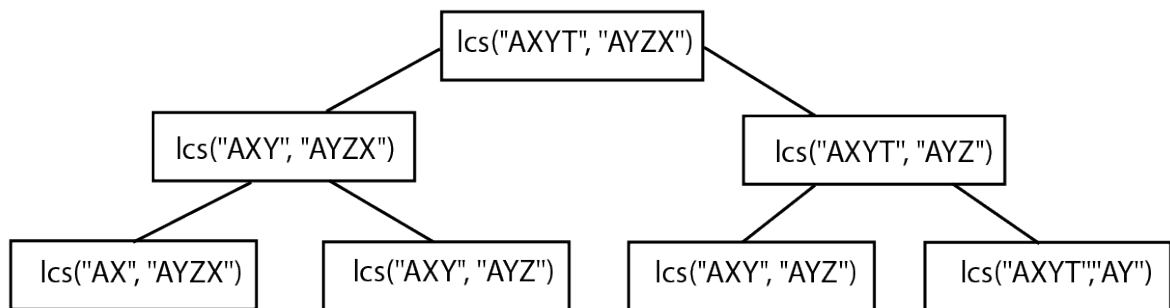 lcs("AXYT", "AYZX")
lcs("AXY", "AYZX")
lcs("AXYT", "AYZ")
lcs("AX", "AYZX")
lcs("AXY", "AYZ")
lcs("AXY", "AYZ")
lcs("AXYT","AY")